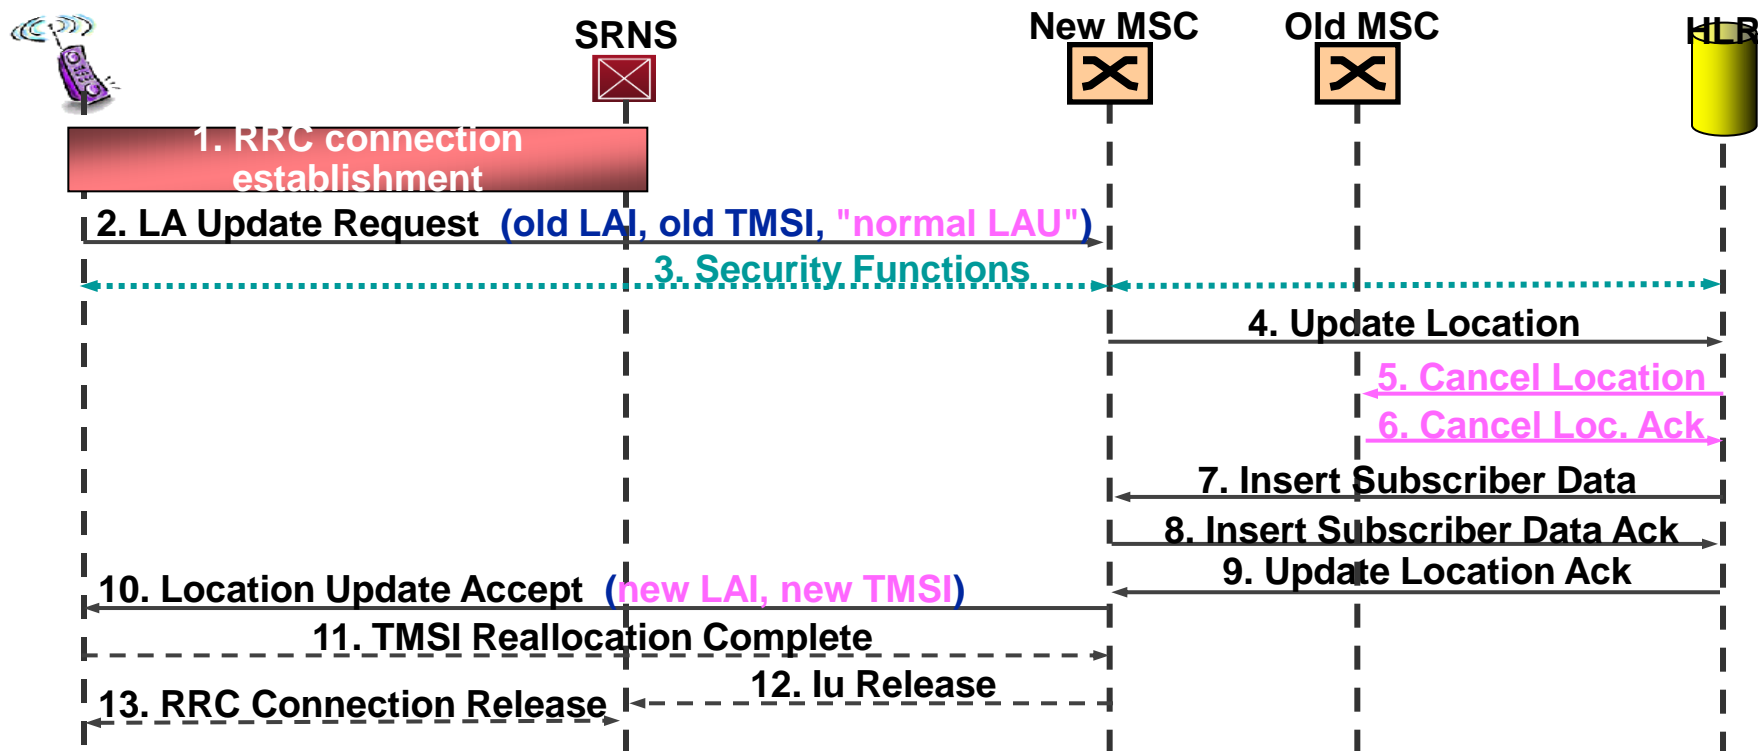 SRNS
New MSC
Old MSC
HLR
1. RRC connection
establishment
2. LA Update Request (old LAI, old TMSI, "normal LAU")
3. Security Functions
4. Update Location
5. Cancel Location
6. Cancel Loc. Ack
7. Insert Subscriber Data
8. Insert Subscriber Data Ack
9. Update Location Ack
10. Location Update Accept (new LAI, new TMSI)
11. TMSI Reallocation Complete
12. Iu Release
13. RRC Connection Release